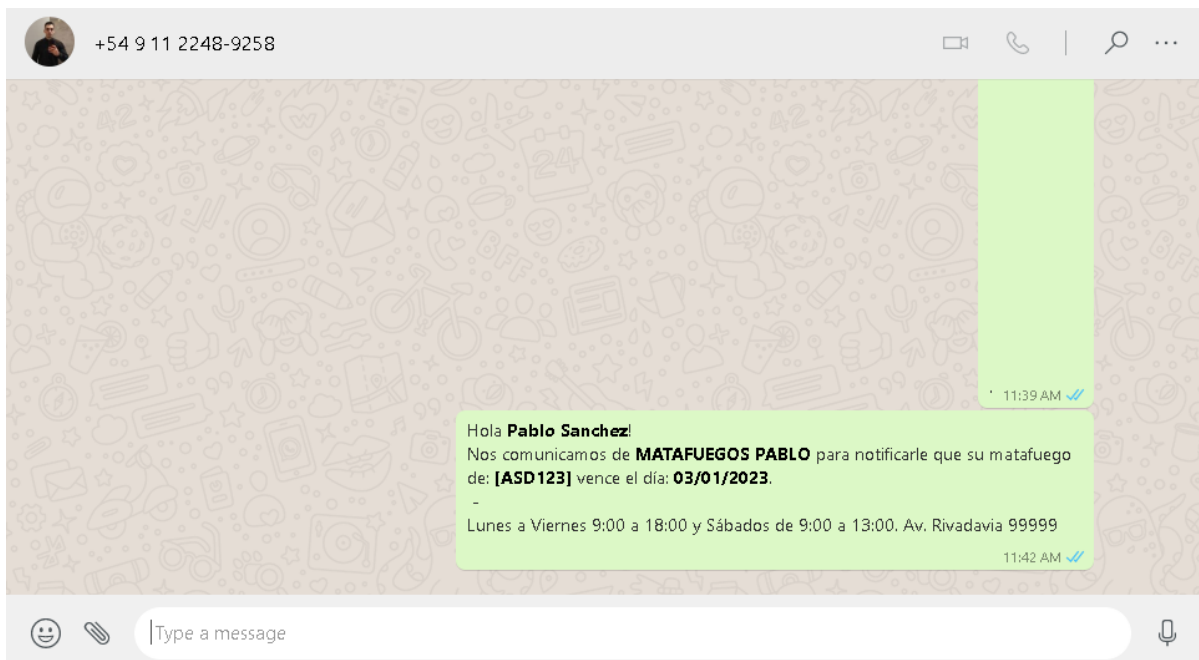 +54 9 11 2248-9258
11:39 AM
Hola Pablo Sanchez!
Nos comunicamos de MATAFUEGOS PABLO para notificarle que su matafuego
de: [ASD123] vence el día: 03/01/2023.
-
Lunes a Viernes 9:00 a 18:00 y Sábados de 9:00 a 13:00. Av. Rivadavia 99999
11:42 AM
Type a message